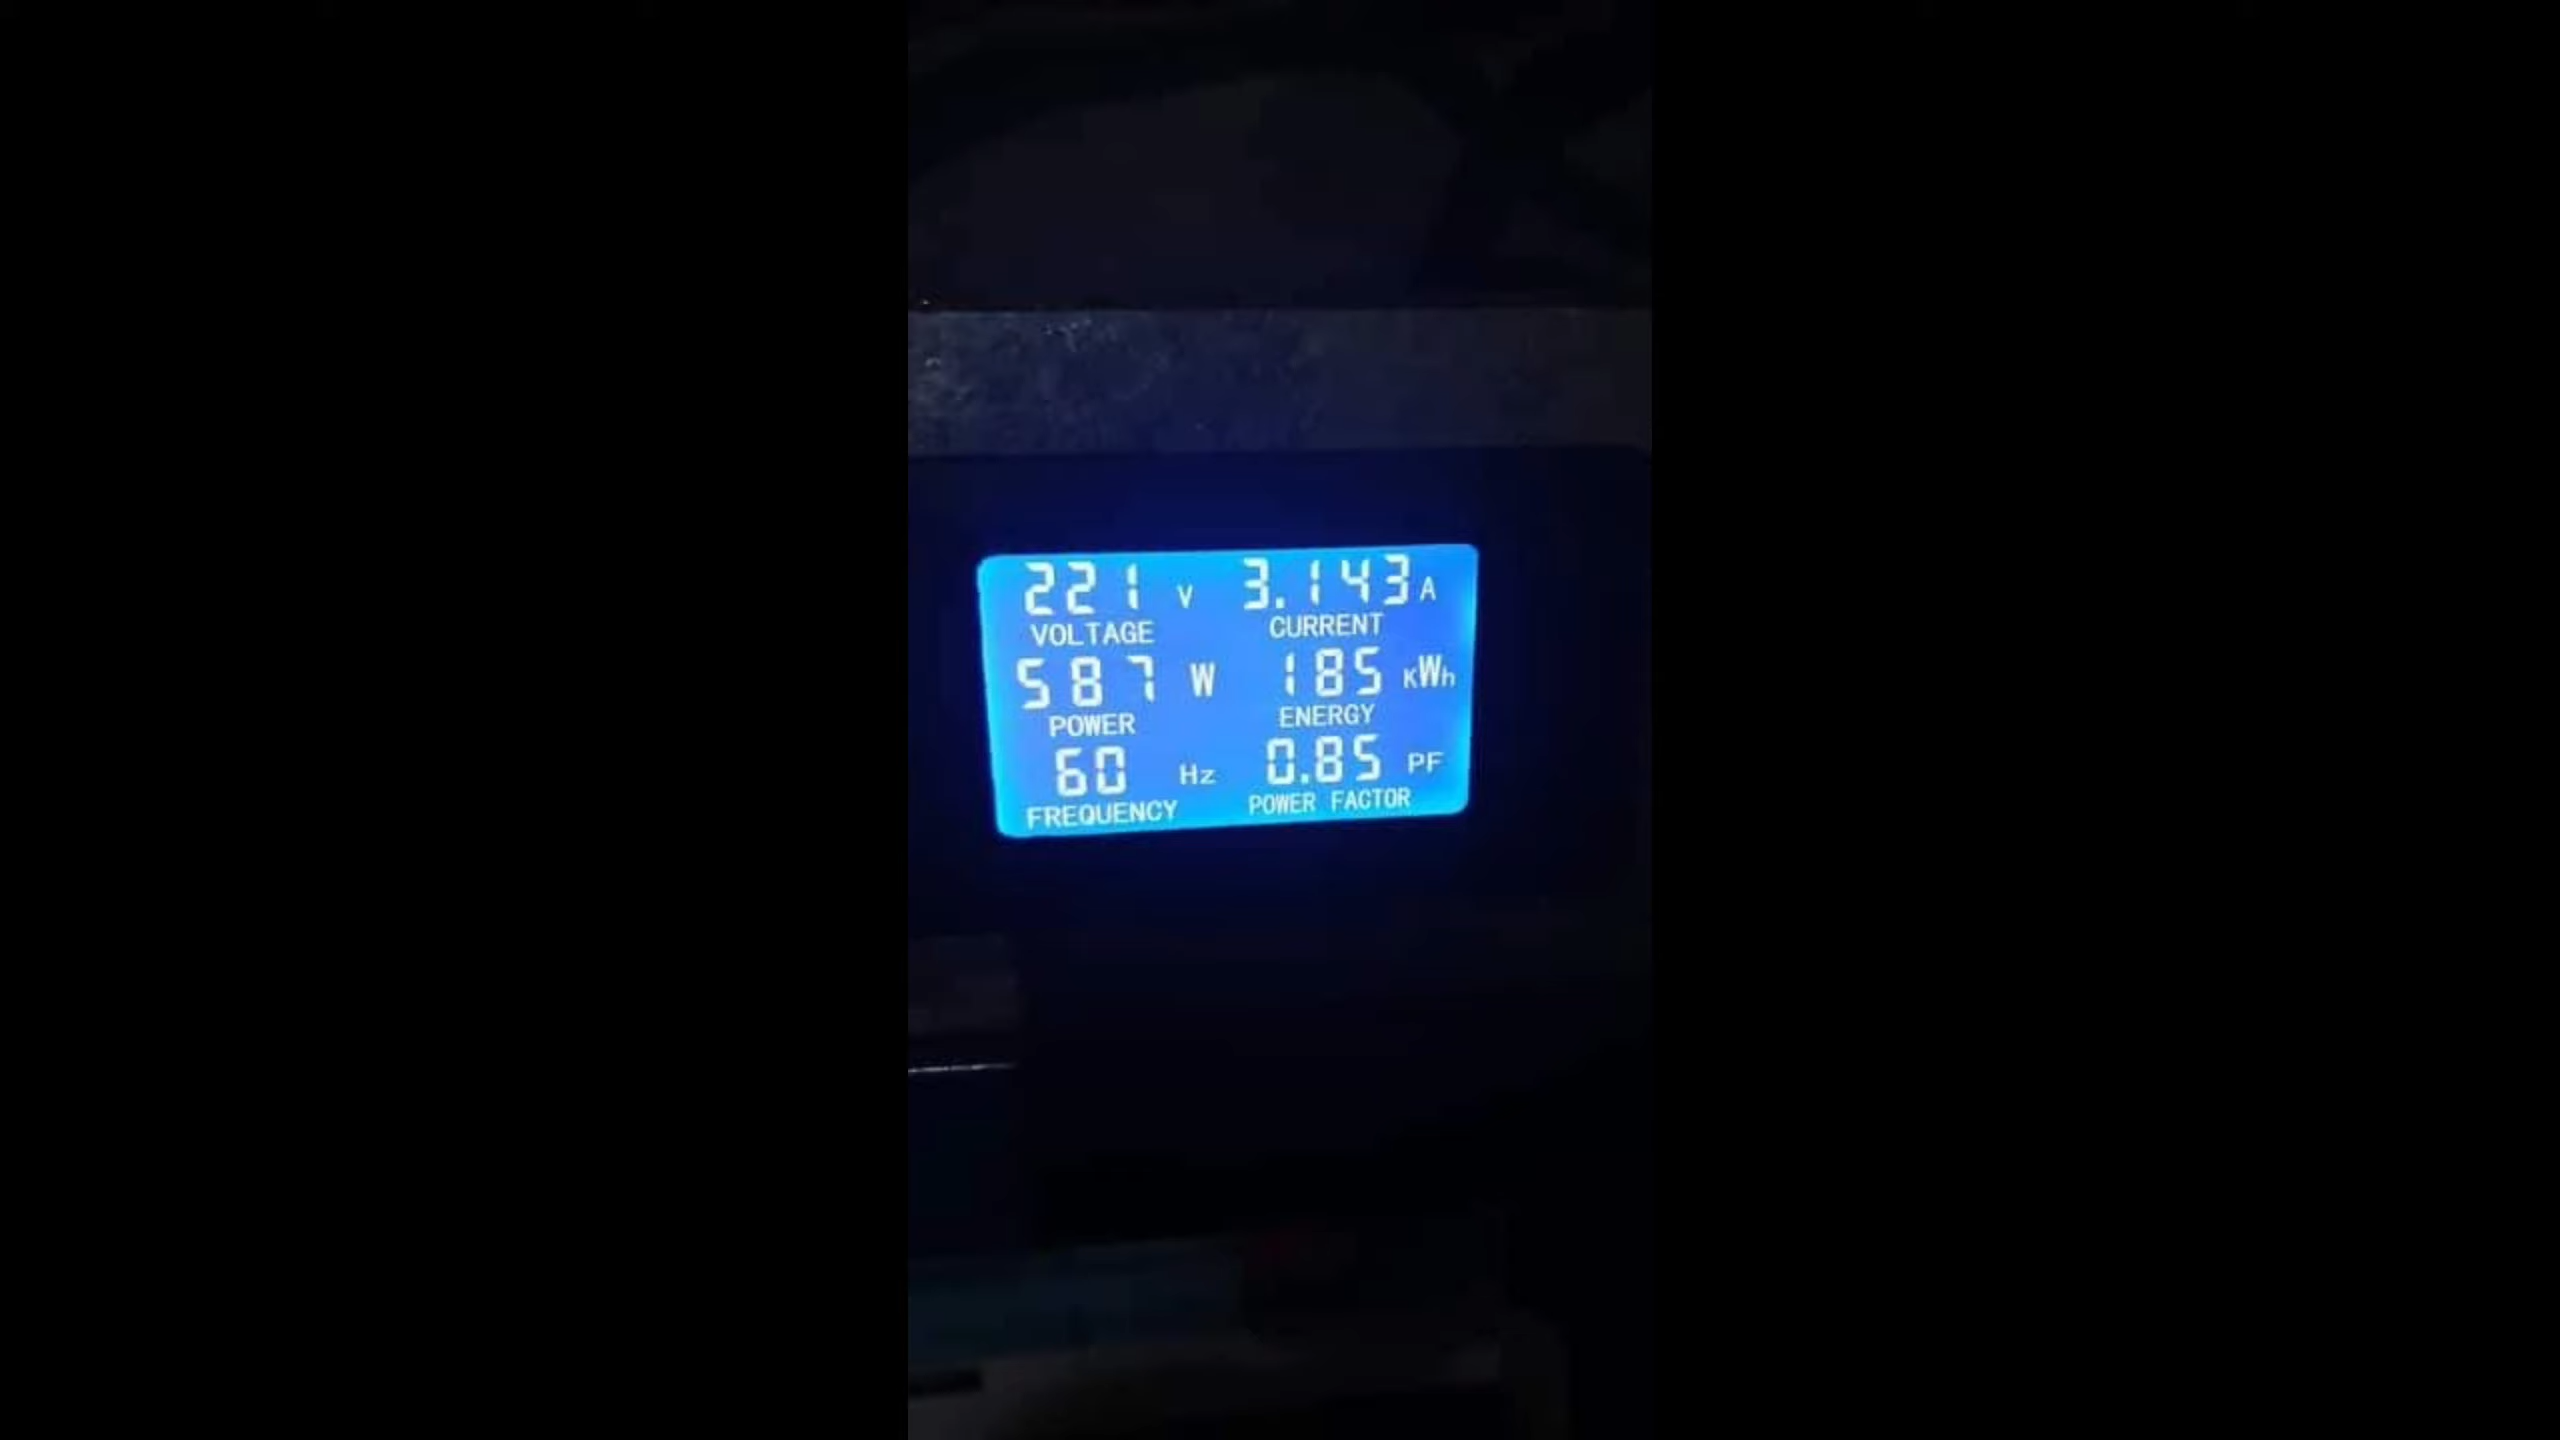 221 V 3.143 A
VOLTAGE CURRENT
587 W 185 KWh
POWER ENERGY
60 Hz 0.85 PF
FREQUENCY POWER FACTOR